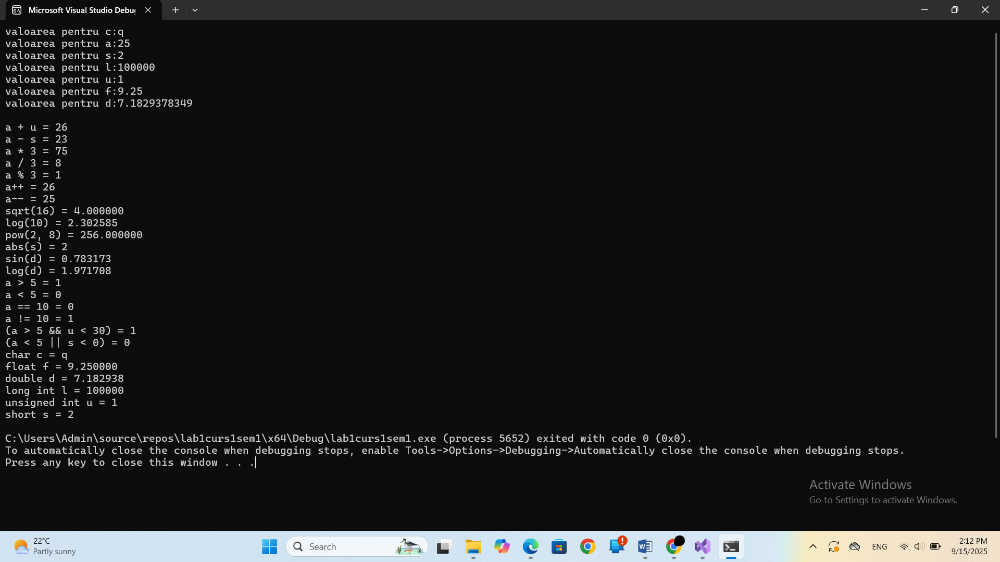 Microsoft Visual Studio Debu
valoarea pentru c:q
valoarea pentru a:25
valoarea pentru s:2
valoarea pentru l:100000
valoarea pentru u:1
valoarea pentru f:9.25
valoarea pentru d:7.1829378349
a + u = 26
a - s = 23
a * 3 = 75
a / 3 = 8
a % 3 = 1
a++ = 26
a-- = 25
sqrt(16) = 4.000000
log(10) = 2.302585
pow(2, 8) = 256.000000
abs(s) = 2
sin(d) = 0.783173
log(d) = 1.971708
a > 5 = 1
a < 5 = 0
a == 10 = 0
a != 10 = 1
(a > 5 && u < 30) = 1
(a < 5 || s < 0) = 0
char c = q
float f = 9.250000
double d = 7.182938
long int l = 100000
unsigned int u = 1
short s = 2
C:\Users\Admin\source\repos\lab1curs1sem1\x64\Debug\lab1curs1sem1.exe (process 5652) exited with code 0 (0x0).
To automatically close the console when debugging stops, enable Tools->Options->Debugging->Automatically close the console when debugging stops.
Press any key to close this window . . .
Activate Windows
Go to Settings to activate Windows.
22°C
Partly sunny
Search
ENG
2:12 PM
9/15/2025